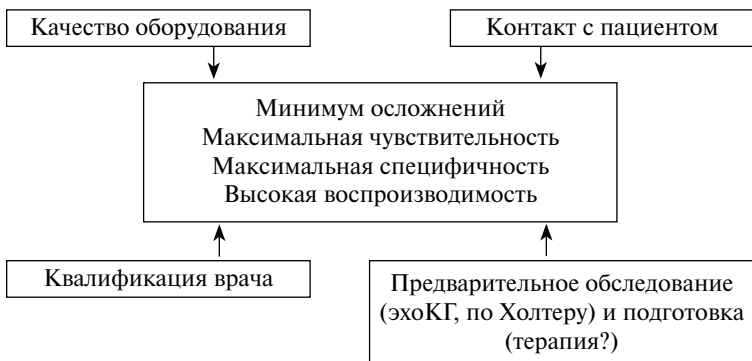 Качество оборудования
Контакт с пациентом
Минимум осложнений
Максимальная чувствительность
Максимальная специфичность
Высокая воспроизводимость
Квалификация врача
Предварительное обследование
(эхоКГ, по Холтеру) и подготовка
(терапия?)